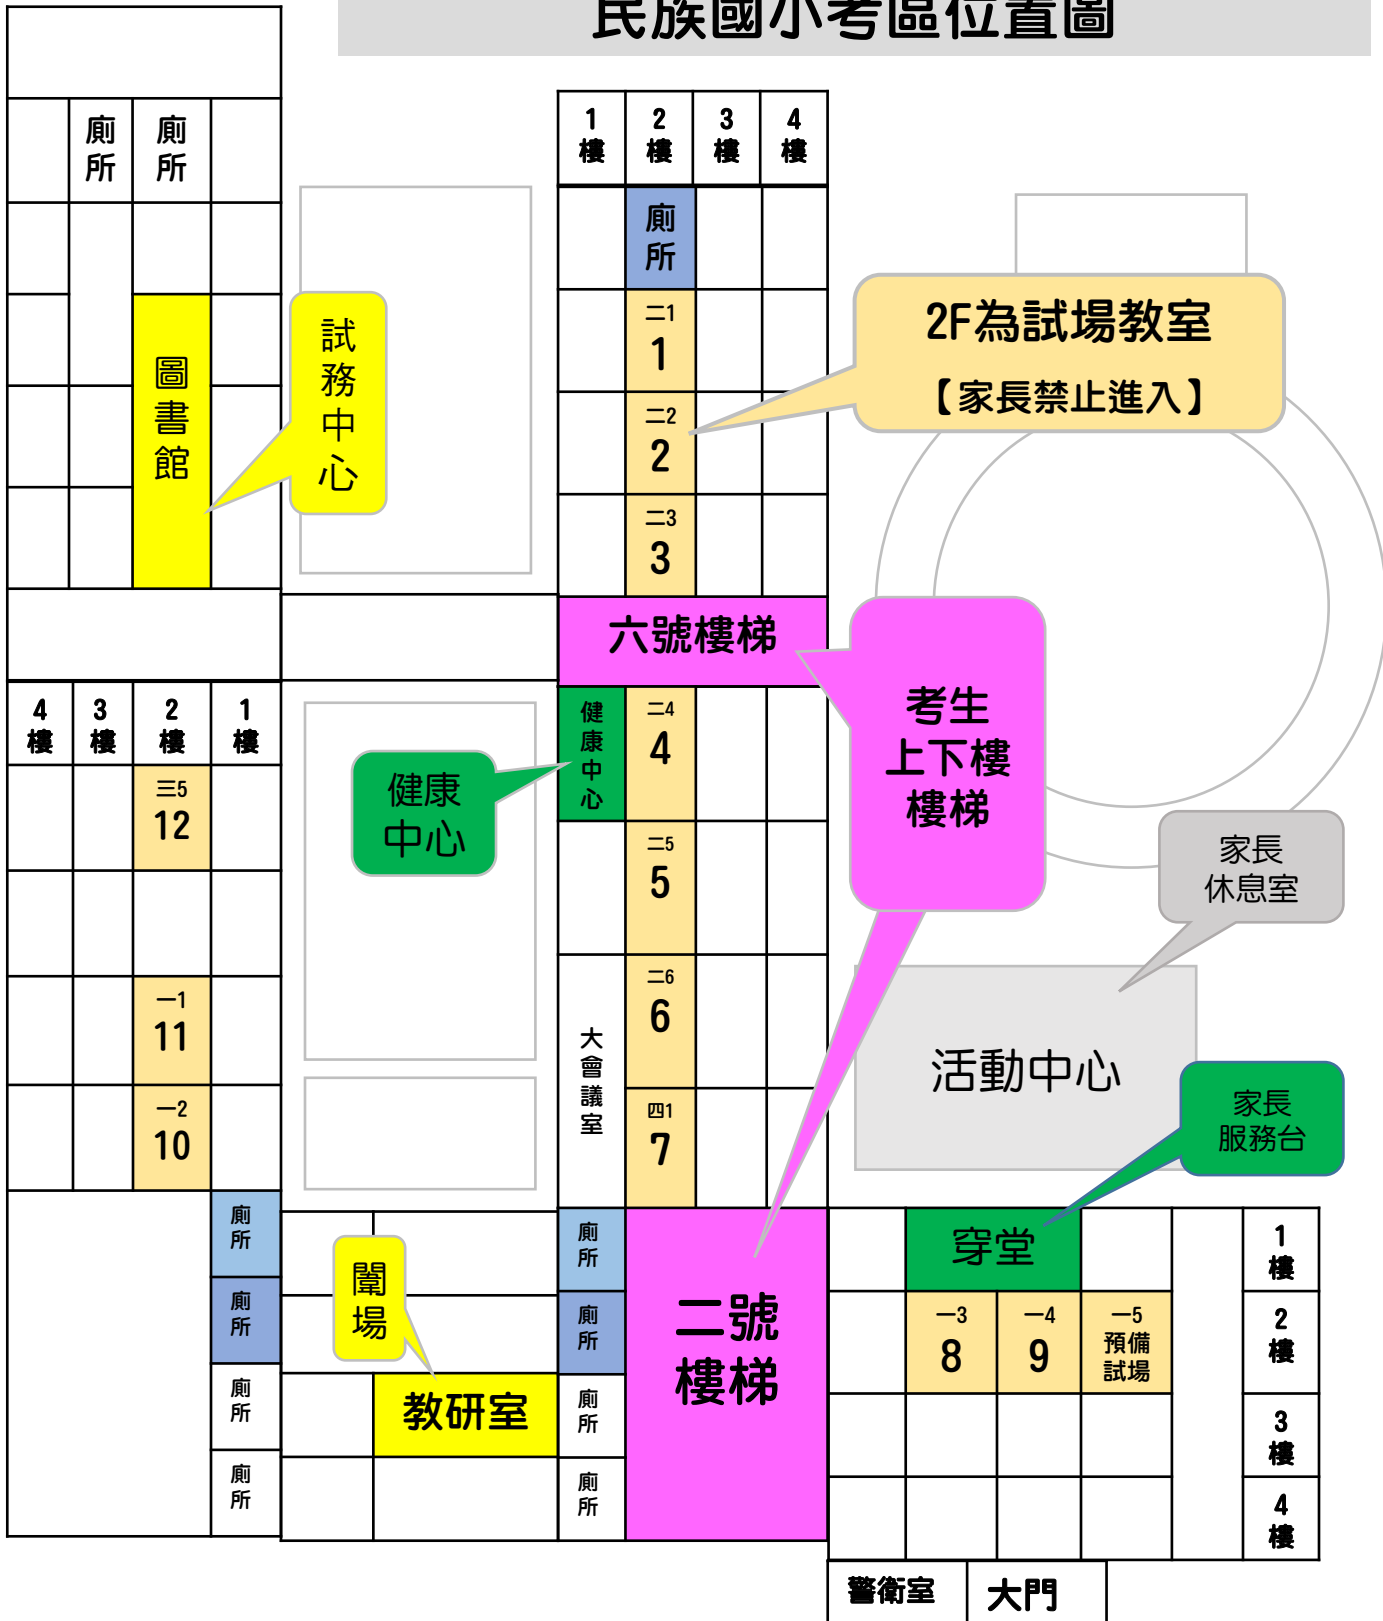 民族國小考區位置圖
廁所
廁所
1樓
2樓
3樓
4樓
廁所
二1
1
二2
2
二3
3
2F為試場教室
【家長禁止進入】
圖書館
試務中心
六號樓梯
考生
上下樓
樓梯
4樓
3樓
2樓
1樓
三5
12
一1
11
一2
10
健康
中心
健康中心
二4
4
二5
5
二6
6
四1
7
大會議室
家長
休息室
活動中心
家長
服務台
廁所
廁所
廁所
廁所
闈場
教研室
廁所
廁所
廁所
廁所
二號
樓梯
穿堂
一3
8
一4
9
一5
預備
試場
1樓
2樓
3樓
4樓
警衛室
大門